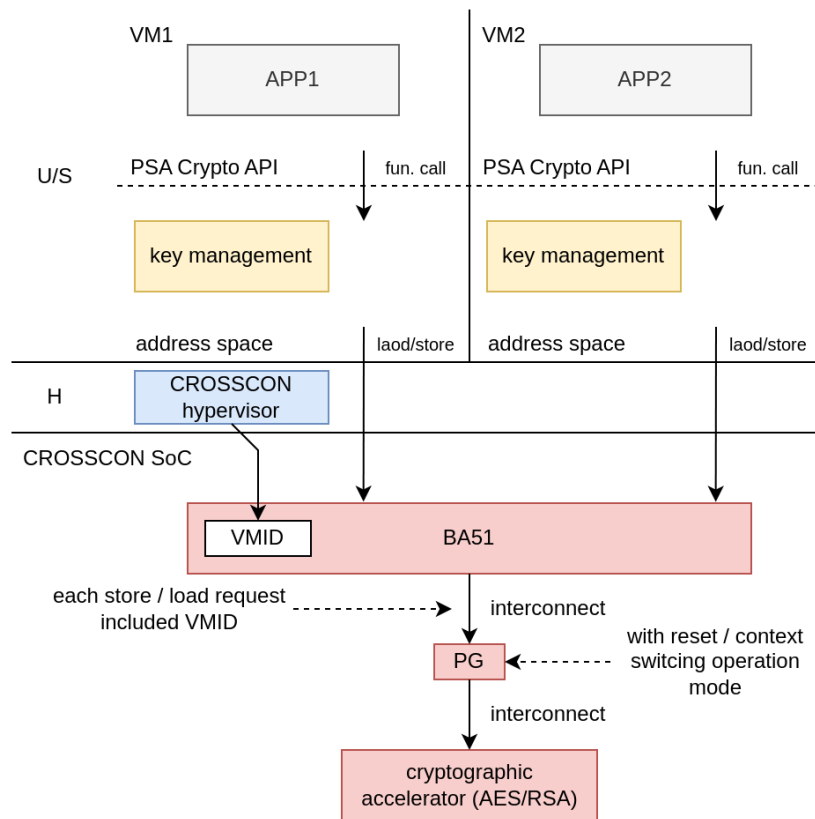 VM1
VM2
APP1
APP2
U/S
PSA Crypto API
fun. call
PSA Crypto API
fun. call
key management
key management
address space
laod/store
address space
laod/store
H
CROSSCON
hypervisor
CROSSCON SoC
VMID
BA51
each store / load request
included VMID
interconnect
PG
with reset / context
switcing operation
mode
interconnect
cryptographic
accelerator (AES/RSA)